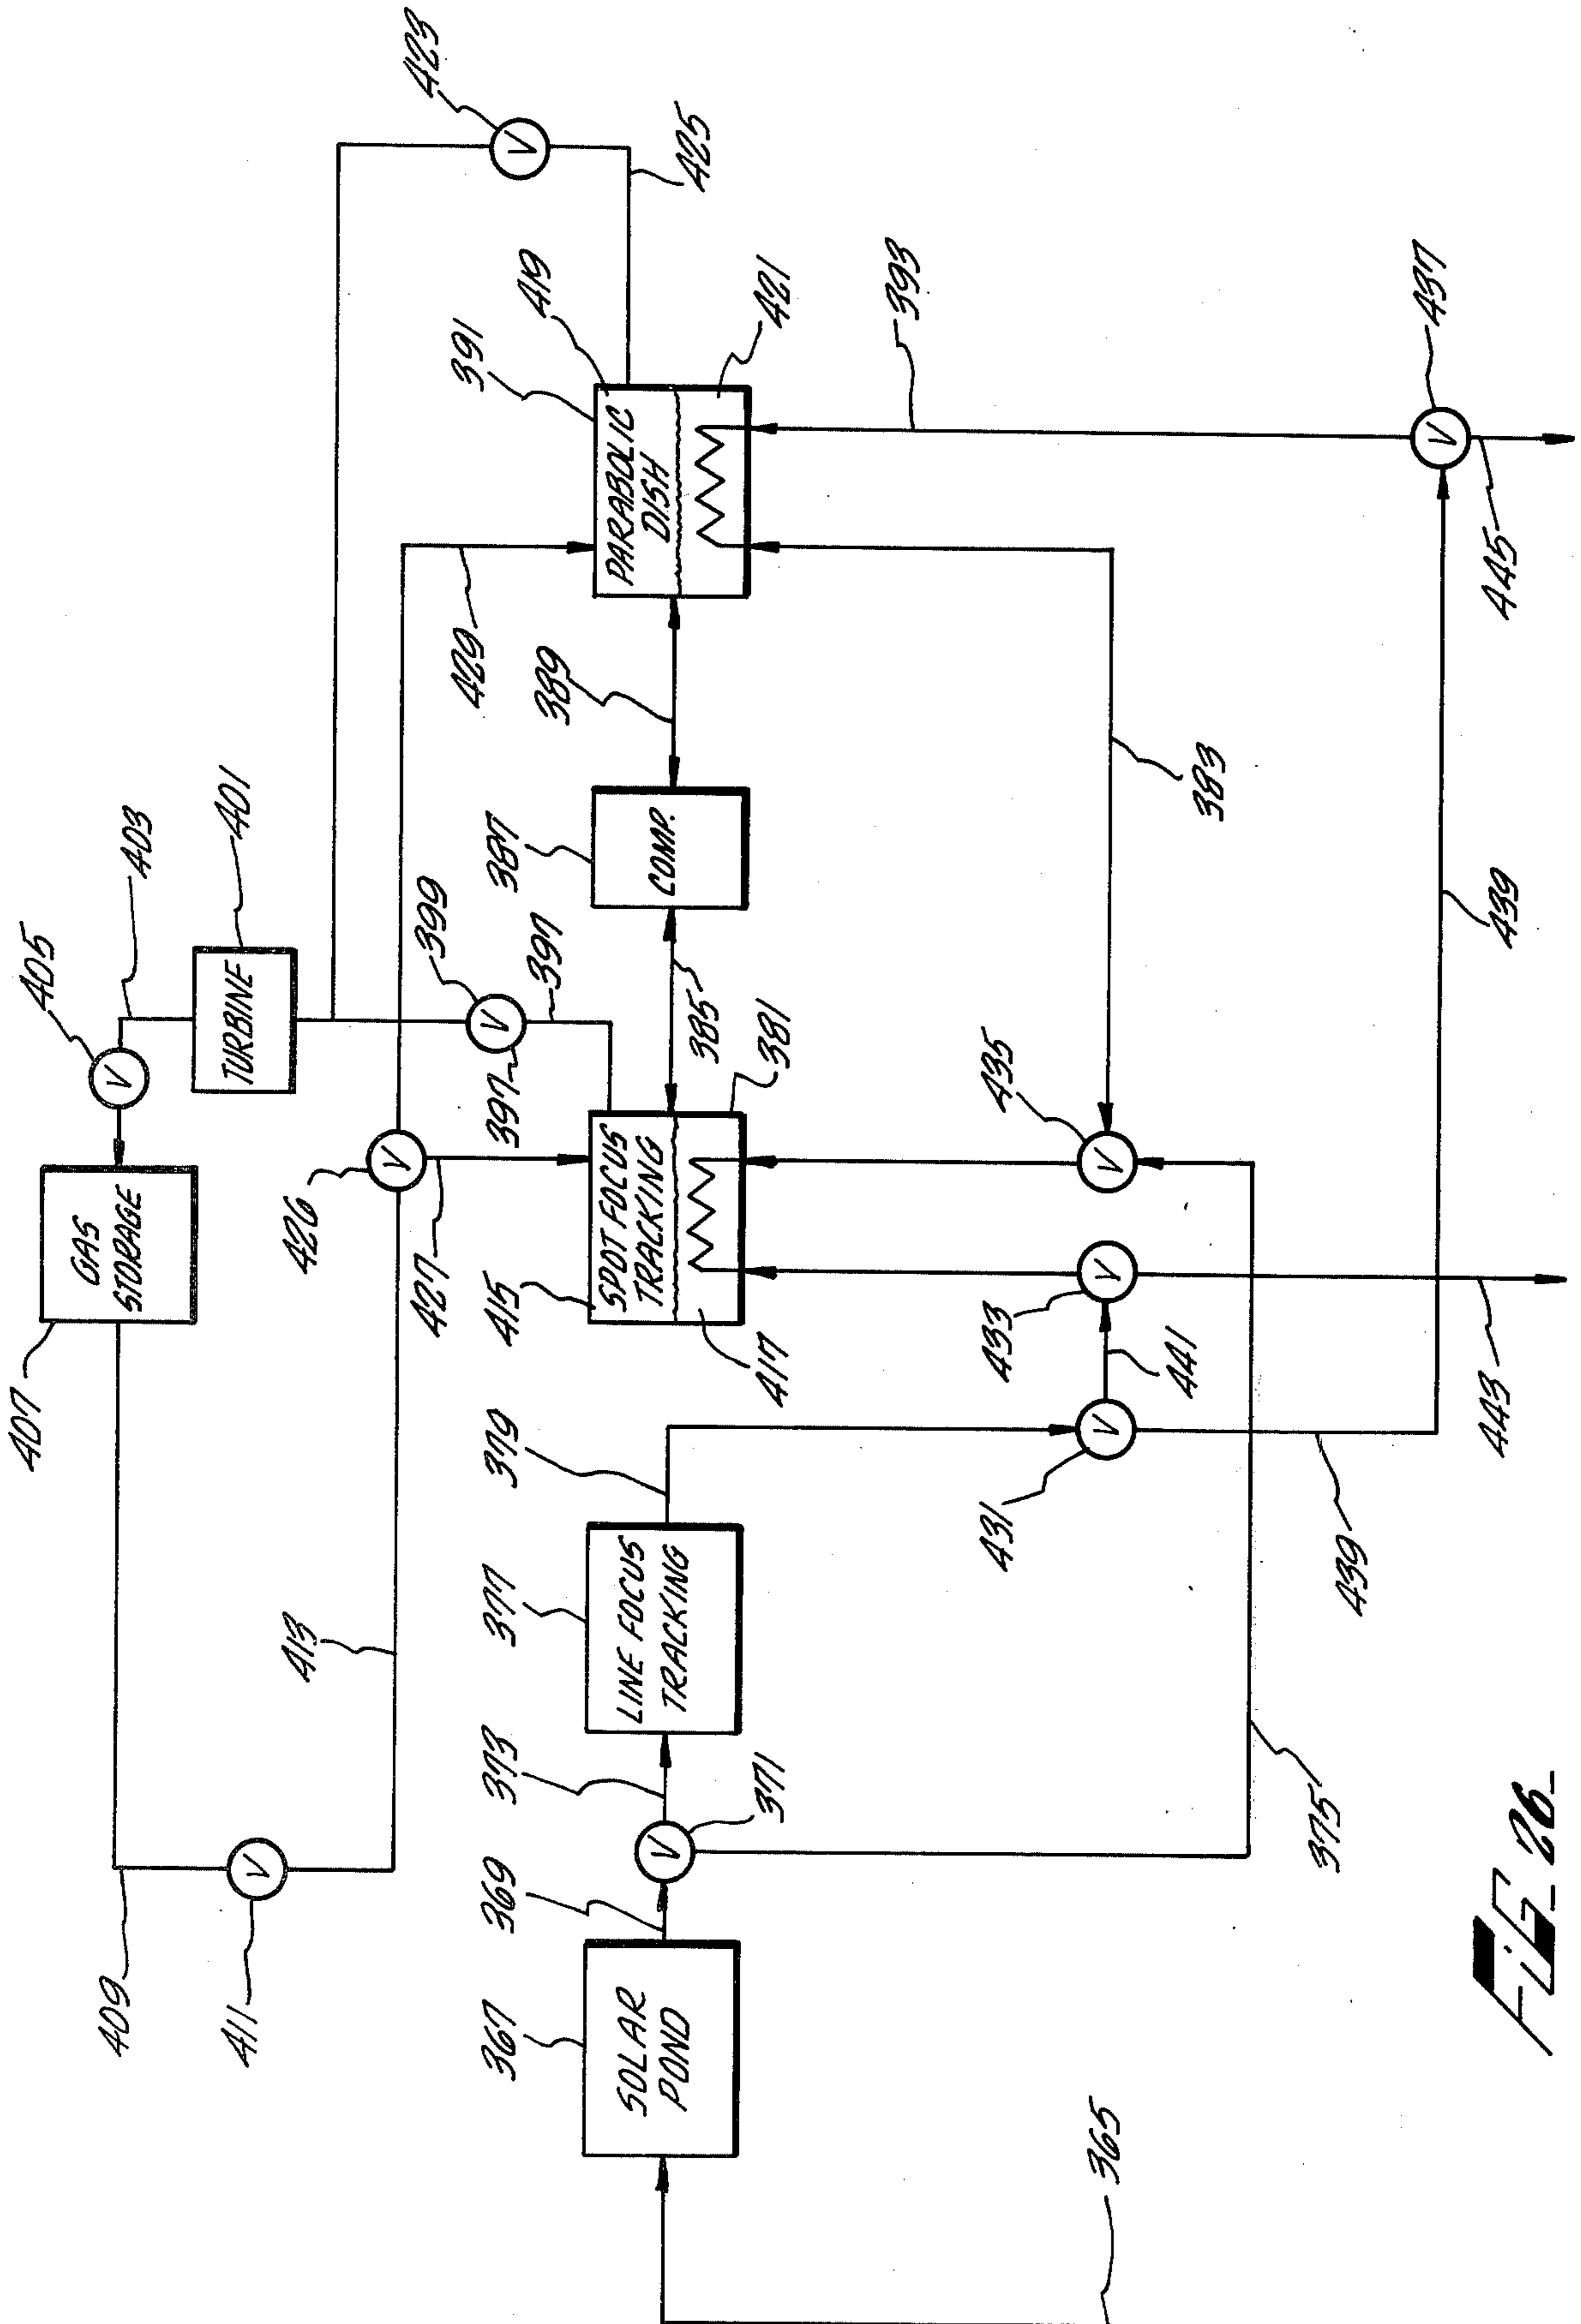 407
405
GAS
STORAGE
V
403
409
TURBINE
401
411
V
413
426
V
427
399
429
423
V
397
V
397
425
367
369
373
377
379
415
387
389
391
419
SOLAR
POND
V
LINE FOCUS
TRACKING
SPOT FOCUS
TRACKING
COMP.
PARABOLIC
DISH
371
417
385
381
421
393
431
433
435
365
V
V
V
441
383
375
439
443
439
V
437
445
FIG. 26